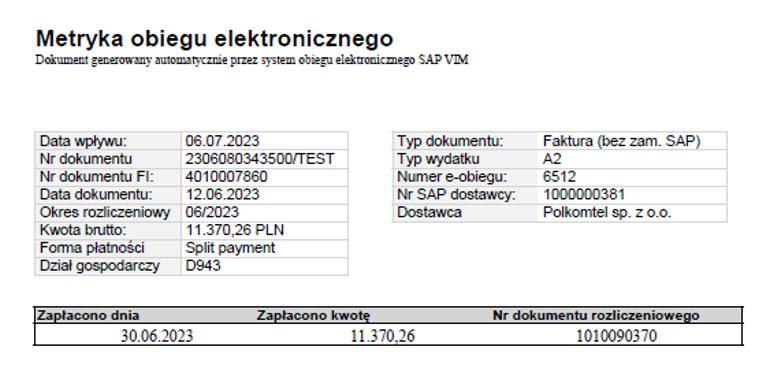 Metryka obiegu elektronicznego
Dokument generowany automatycznie przez system obiegu elektronicznego SAP VIM
Data wpływu: 06.07.2023
Nr dokumentu 2306080343500/TEST
Nr dokumentu FI: 4010007860
Data dokumentu: 12.06.2023
Okres rozliczeniowy 06/2023
Kwota brutto: 11.370,26 PLN
Forma płatności Split payment
Dział gospodarczy D943
Typ dokumentu: Faktura (bez zam. SAP)
Typ wydatku A2
Numer e-obiegu: 6512
Nr SAP dostawcy: 1000000381
Dostawca Polkomtel sp. z o.o.
Zapłacono dnia Zapłacono kwotę Nr dokumentu rozliczeniowego
30.06.2023 11.370,26 1010090370